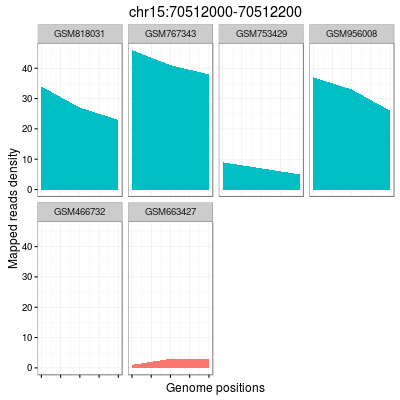 chr15:70512000-70512200
GSM818031 GSM767343 GSM753429 GSM956008
40
30
20
10
0
GSM466732 GSM663427
40
30
20
10
0
Mapped reads density
Genome positions